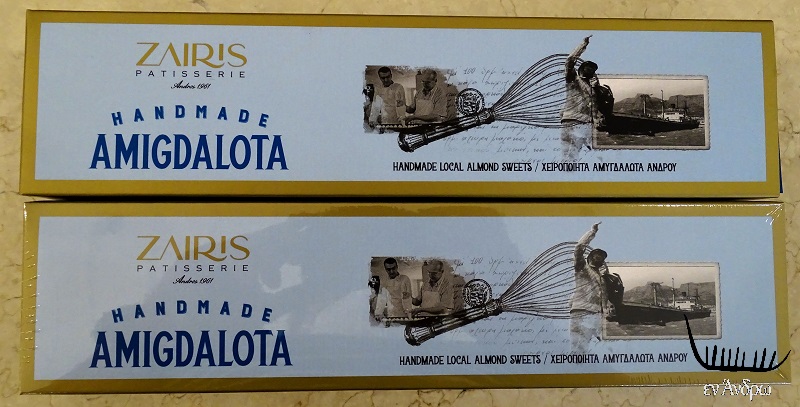 ZAIRIS
PATISSERIE
Andros 1961
HANDMADE
AMIGDALOTA
HANDMADE LOCAL ALMOND SWEETS / ΧΕΙΡΟΠΟΙΗΤΑ ΑΜΥΓΔΑΛΩΤΑ ΑΝΔΡΟΥ
ZAIRIS
PATISSERIE
Andros 1961
HANDMADE
AMIGDALOTA
HANDMADE LOCAL ALMOND SWEETS / ΧΕΙΡΟΠΟΙΗΤΑ ΑΜΥΓΔΑΛΩΤΑ ΑΝΔΡΟΥ
εν Άνδρω